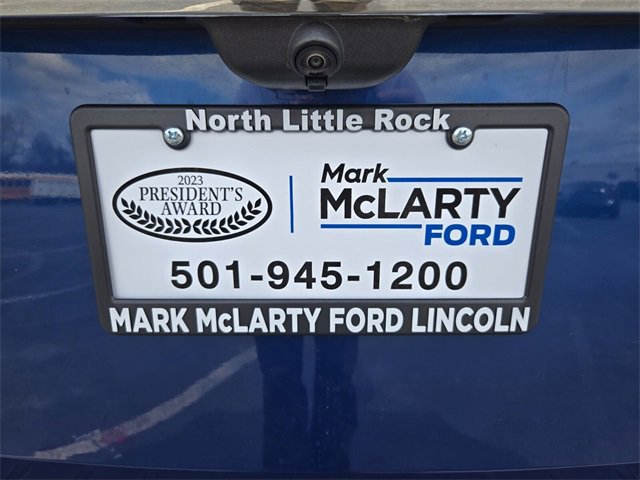 North Little Rock
2023
PRESIDENT'S
AWARD
Mark
McLARTY
FORD
501-945-1200
MARK McLARTY FORD LINCOLN